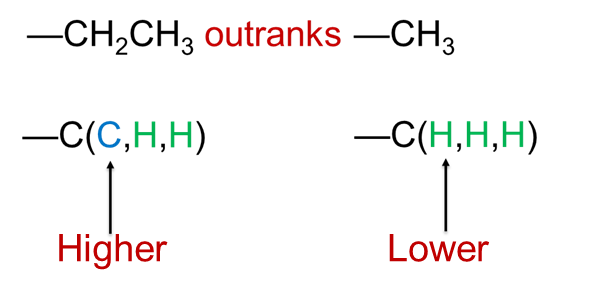 —CH₂CH₃ outranks —CH₃
—C(C,H,H) —C(H,H,H)
Higher Lower